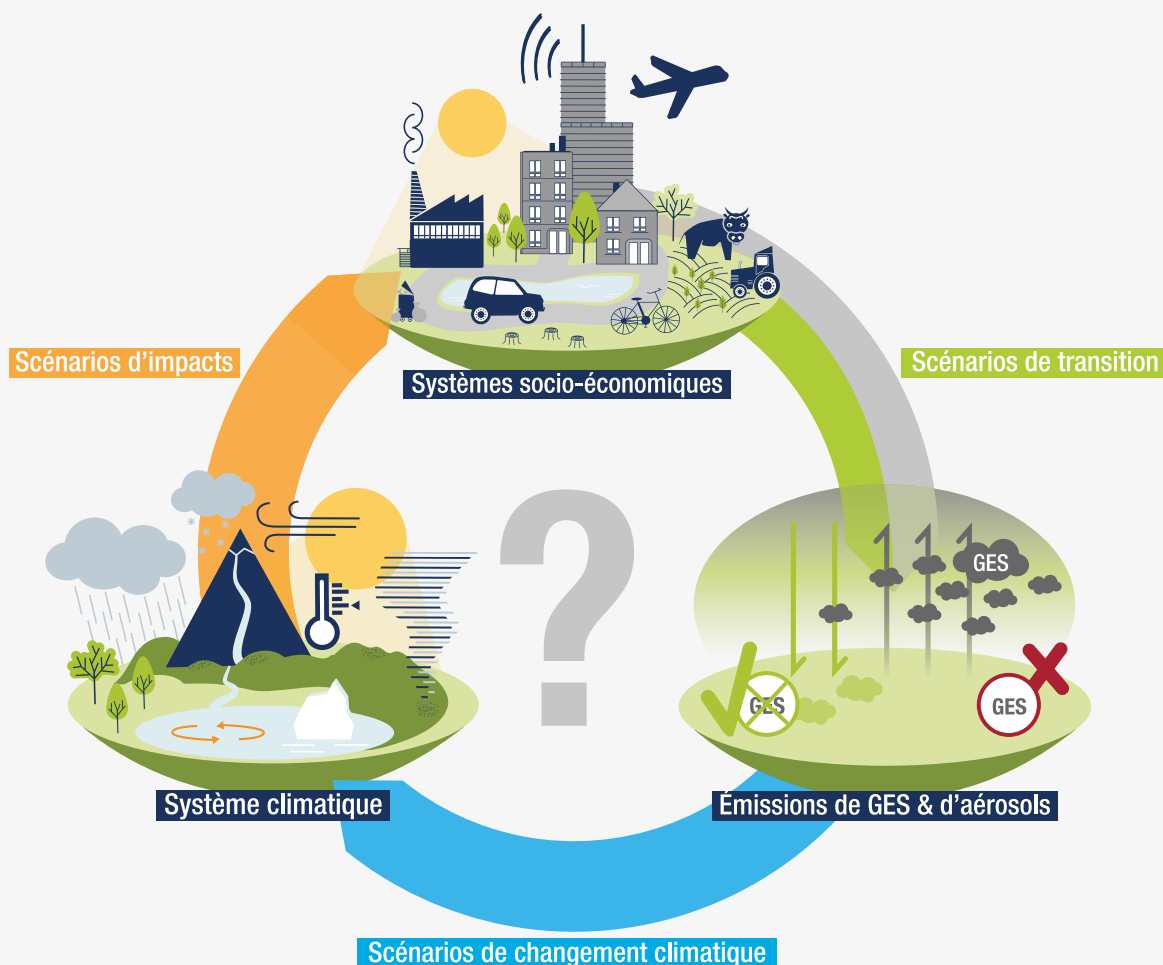 Scénarios d'impacts
Scénarios de transition
Systèmes socio-économiques
GES
GES
GES
Système climatique
Émissions de GES & d'aérosols
Scénarios de changement climatique
?